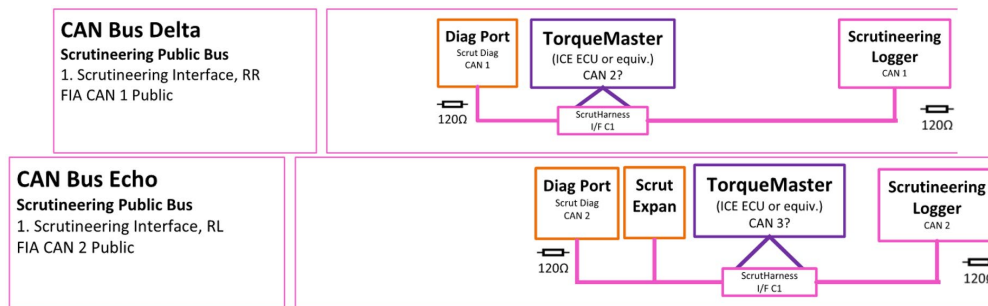 CAN Bus Delta
Scrutineering Public Bus
1. Scrutineering Interface, RR
FIA CAN 1 Public
Diag Port
Scrut Diag
CAN 1
TorqueMaster
(ICE ECU or equiv.)
CAN 2?
Scrutineering
Logger
CAN 1
120Ω
ScrutHarness
I/F C1
120Ω
CAN Bus Echo
Scrutineering Public Bus
1. Scrutineering Interface, RL
FIA CAN 2 Public
Diag Port
Scrut Diag
CAN 2
Scrut
Expan
TorqueMaster
(ICE ECU or equiv.)
CAN 3?
Scrutineering
Logger
CAN 2
120Ω
ScrutHarness
I/F C1
120Ω